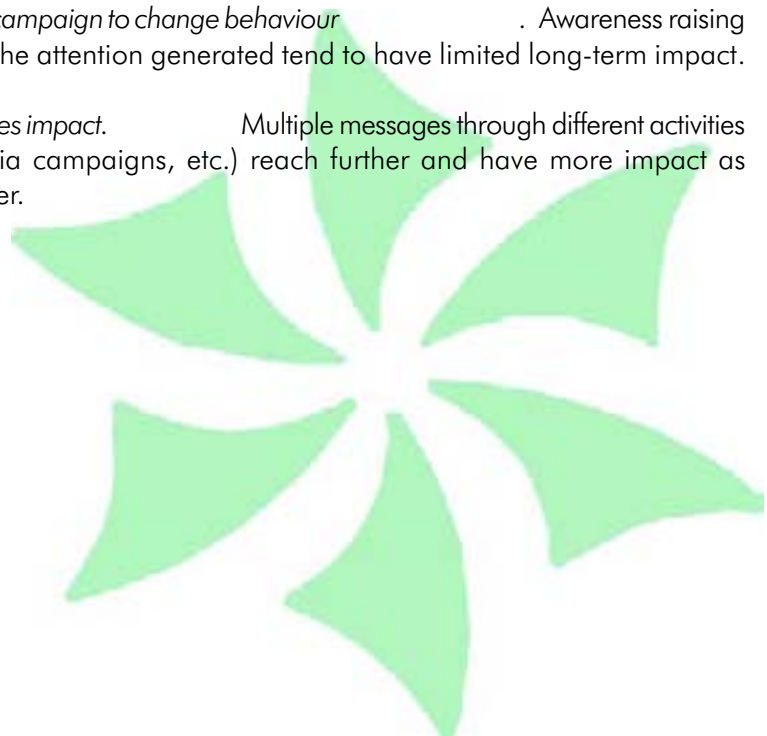 campaign to change behaviour . Awareness raising
he attention generated tend to have limited long-term impact.
es impact. Multiple messages through different activities
ia campaigns, etc.) reach further and have more impact as
er.